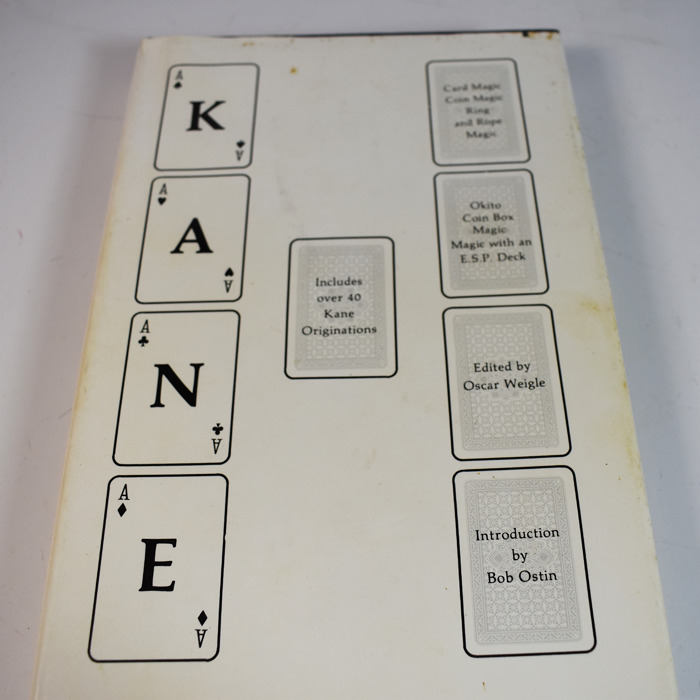 A
K
A
A
A
A
A
N
A
A
E
A
Includes
over 40
Kane
Originations
Card Magic
Coin Magic
Ring
and Rope
Magic
Okito
Coin Box
Magic
Magic with an
E.S.P. Deck
Edited by
Oscar Weigle
Introduction
by
Bob Ostin